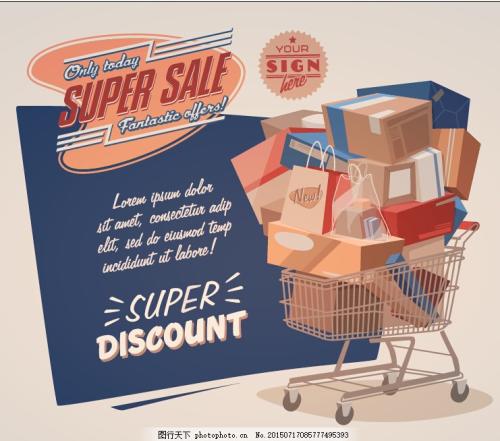 Only today
SUPER SALE
Fantastic offers!
YOUR
SIGN
here
Lorem ipsum dolor
sit amet, consectetur adip
elit, sed do eiusmod temp
incididunt ut labore!
New!
SUPER
DISCOUNT
图行天下 photophoto.cn No.20150717085777495393